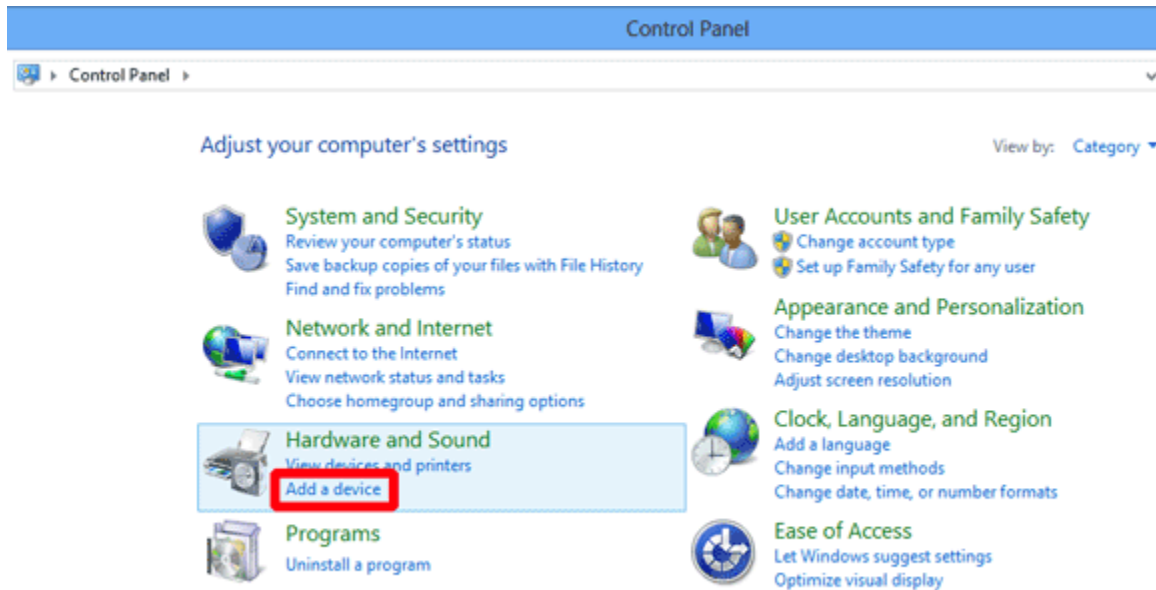 Control Panel
Control Panel
Adjust your computer's settings
View by: Category
System and Security
Review your computer's status
Save backup copies of your files with File History
Find and fix problems
Network and Internet
Connect to the Internet
View network status and tasks
Choose homegroup and sharing options
Hardware and Sound
View devices and printers
Add a device
Programs
Uninstall a program
User Accounts and Family Safety
Change account type
Set up Family Safety for any user
Appearance and Personalization
Change the theme
Change desktop background
Adjust screen resolution
Clock, Language, and Region
Add a language
Change input methods
Change date, time, or number formats
Ease of Access
Let Windows suggest settings
Optimize visual display